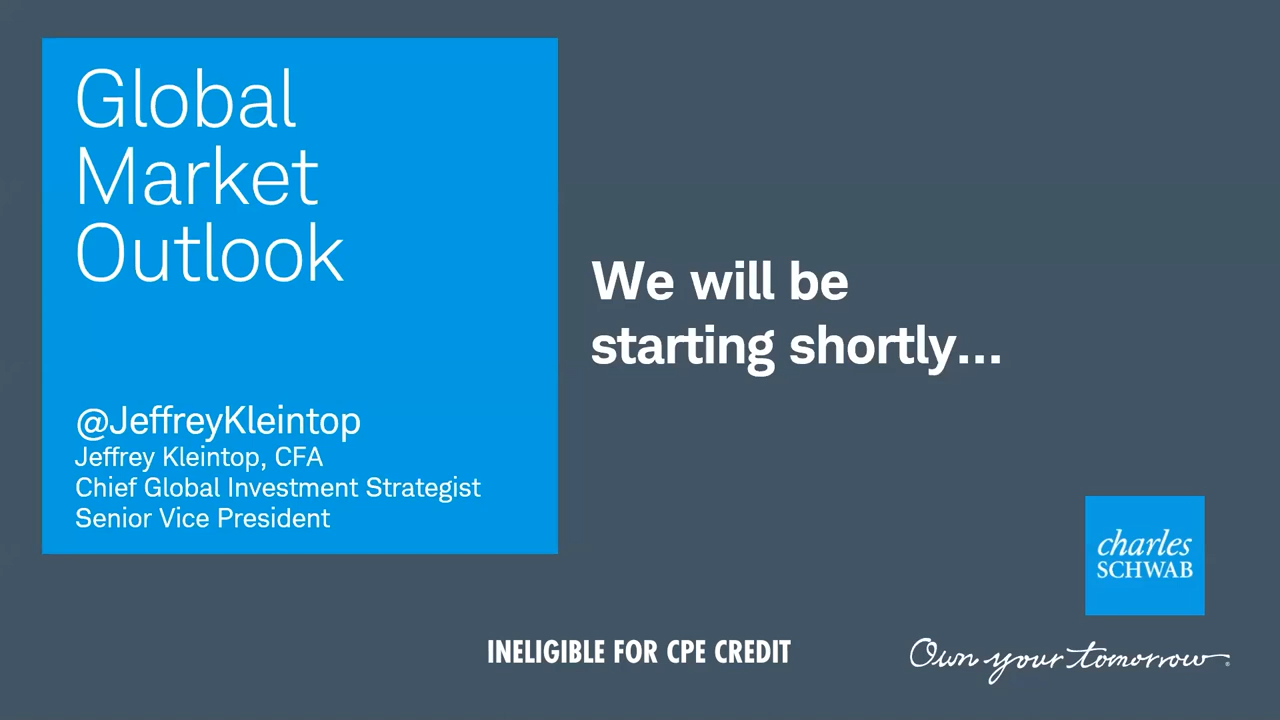 Global
Market
Outlook
@JeffreyKleintop
Jeffrey Kleintop, CFA
Chief Global Investment Strategist
Senior Vice President
We will be
starting shortly...
charles
SCHWAB
INELIGIBLE FOR CPE CREDIT
Own your tomorrow®